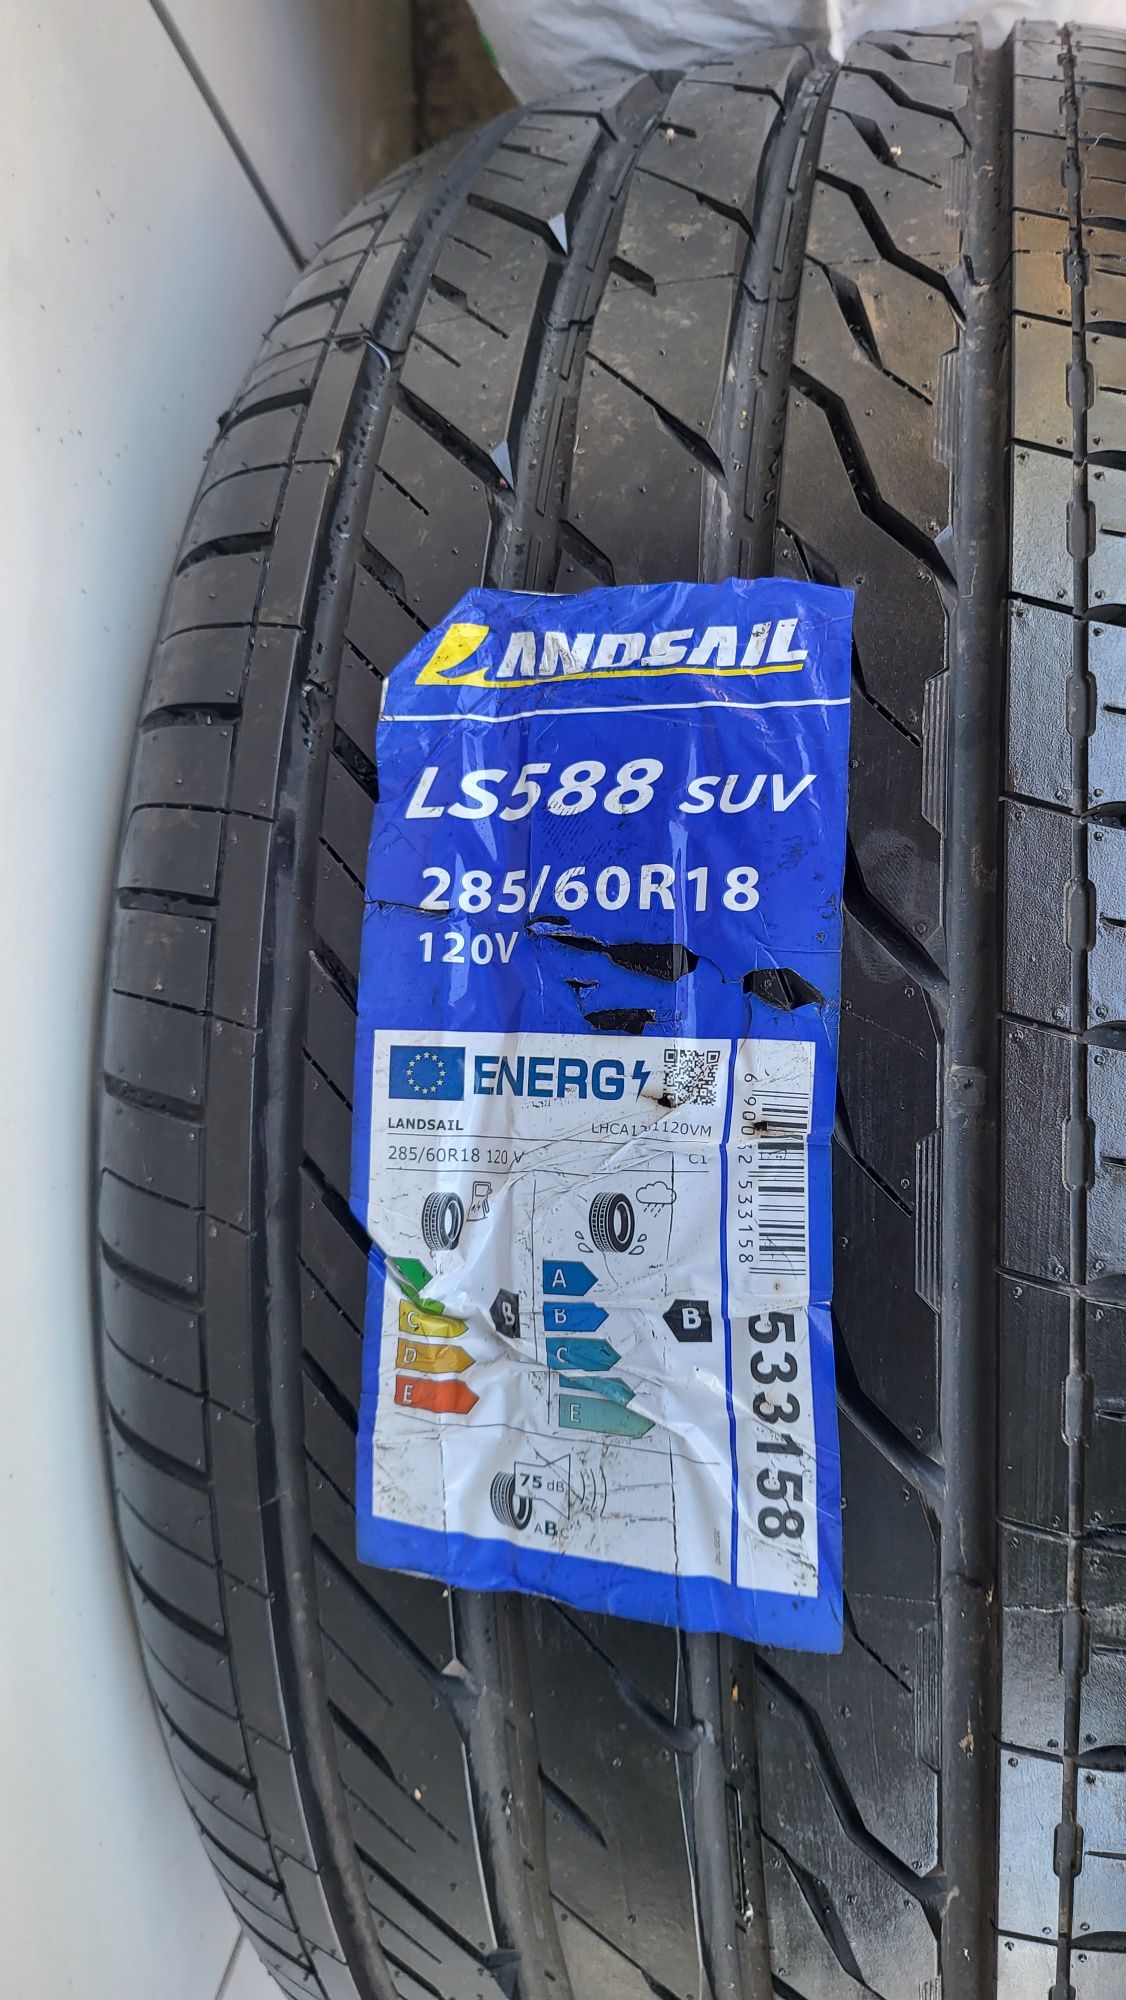 LANDSAIL
LS588 SUV
285/60R18
120V
ENERG
LANDSAIL
285/60R18 120 V
C1
A
B
B
B
C
C
D
E
E
75 dB
ABC
533158